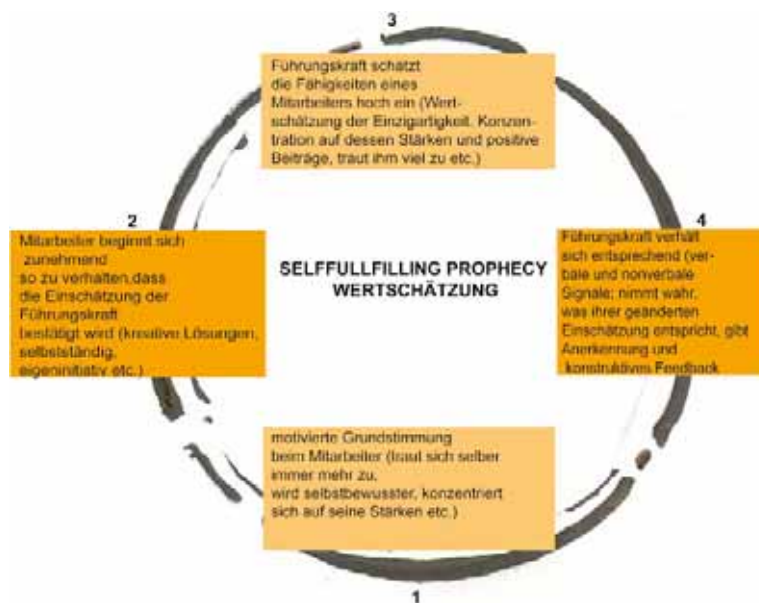 3
Führungskraft schätzt
die Fähigkeiten eines
Mitarbeiters hoch ein (Wert-
schätzung der Einzigartigkeit. Konzen-
tration auf dessen Stärken und positive
Beiträge, traut ihm viel zu etc.)
2
Mitarbeiter beginnt sich
zunehmend
so zu verhalten,dass
die Einschätzung der
Führungskraft
bestätigt wird (kreative Lösungen,
selbstständig,
eigeninitiativ etc.)
SELFFULLFILLING PROPHECY
WERTSCHÄTZUNG
4
Führungskraft verhält
sich entsprechend (ver-
bale und nonverbale
Signale; nimmt wahr,
was ihrer geänderten
Einschätzung entspricht, gibt
Anerkennung und
konstruktives Feedback
motivierte Grundstimmung
beim Mitarbeiter (traut sich selber
immer mehr zu,
wird selbstbewusster, konzentriert
sich auf seine Stärken etc.)
1